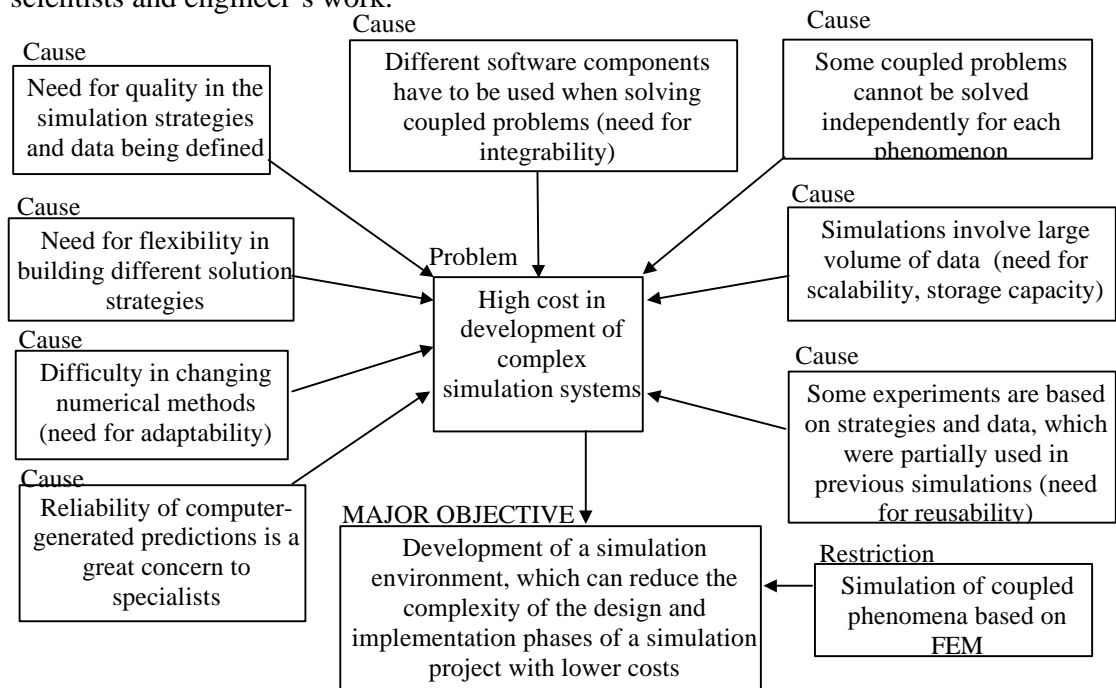 scientists and engineer's work.
Cause
Need for quality in the
simulation strategies
and data being defined
Cause
Different software components
have to be used when solving
coupled problems (need for
integrability)
Cause
Some coupled problems
cannot be solved
independently for each
phenomenon
Cause
Need for flexibility in
building different solution
strategies
Problem
High cost in
development of
complex
simulation systems
Cause
Simulations involve large
volume of data (need for
scalability, storage capacity)
Cause
Difficulty in changing
numerical methods
(need for adaptability)
Cause
Some experiments are based
on strategies and data, which
were partially used in
previous simulations (need
for reusability)
Cause
Reliability of computer-
generated predictions is a
great concern to
specialists
MAJOR OBJECTIVE
Development of a simulation
environment, which can reduce the
complexity of the design and
implementation phases of a simulation
project with lower costs
Restriction
Simulation of coupled
phenomena based on
FEM